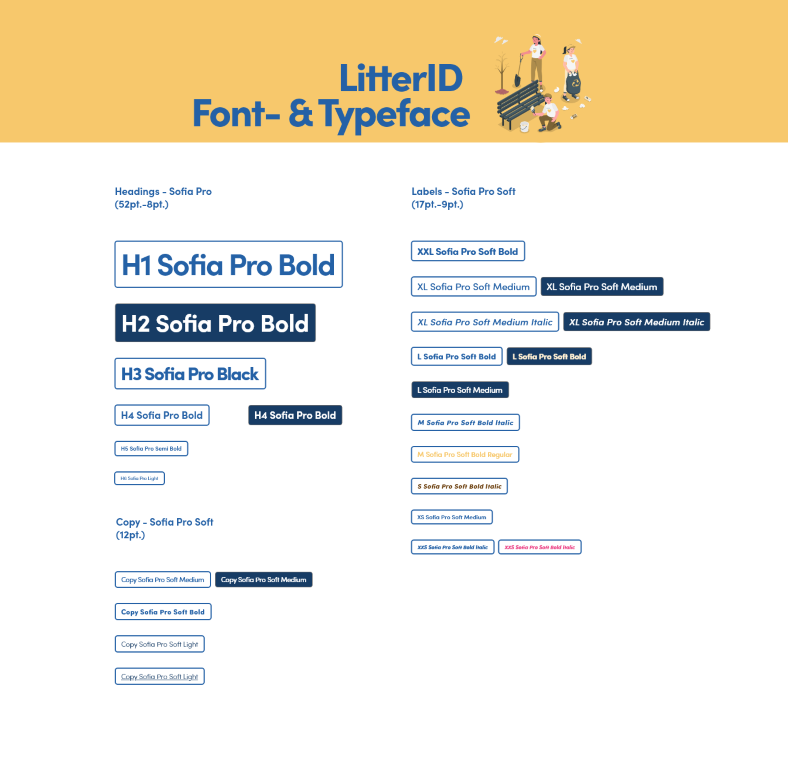 LitterID
Font- & Typeface
Headings - Sofia Pro
(52pt.-8pt.)
H1 Sofia Pro Bold
H2 Sofia Pro Bold
H3 Sofia Pro Black
H4 Sofia Pro Bold
H4 Sofia Pro Bold
H5 Sofia Pro Semi Bold
H6 Sofia Pro Light
Copy - Sofia Pro Soft
(12pt.)
Copy Sofia Pro Soft Medium
Copy Sofia Pro Soft Medium
Copy Sofia Pro Soft Bold
Copy Sofia Pro Soft Light
Copy Sofia Pro Soft Light
Labels - Sofia Pro Soft
(17pt.-9pt.)
XXL Sofia Pro Soft Bold
XL Sofia Pro Soft Medium
XL Sofia Pro Soft Medium
XL Sofia Pro Soft Medium Italic
XL Sofia Pro Soft Medium Italic
L Sofia Pro Soft Bold
L Sofia Pro Soft Bold
L Sofia Pro Soft Medium
M Sofia Pro Soft Bold Italic
M Sofia Pro Soft Bold Regular
S Sofia Pro Soft Bold Italic
XS Sofia Pro Soft Medium
XXS Sofia Pro Soft Bold Italic
XXS Sofia Pro Soft Bold Italic